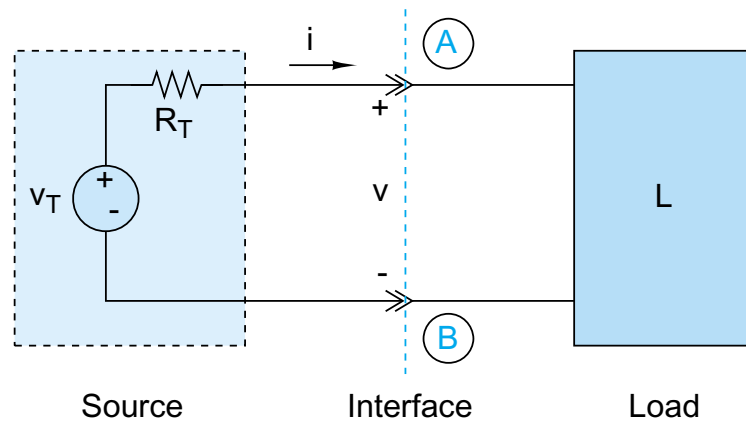 i
A
R_T
+
v_T
+
-
v
L
-
B
Source
Interface
Load